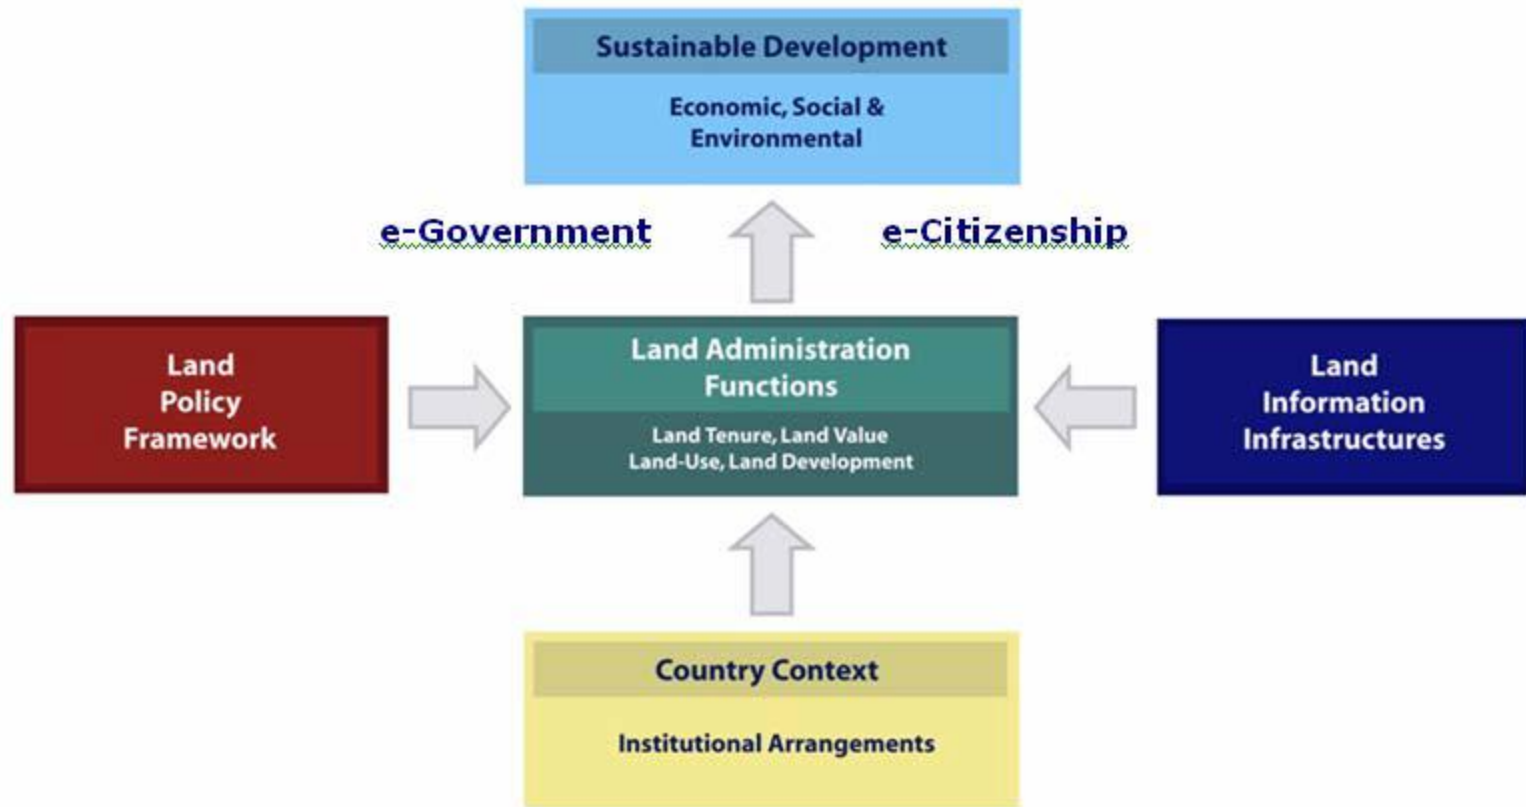 Sustainable Development
Economic, Social &
Environmental
e-Government
e-Citizenship
Land
Policy
Framework
Land Administration
Functions
Land Tenure, Land Value
Land-Use, Land Development
Land
Information
Infrastructures
Country Context
Institutional Arrangements